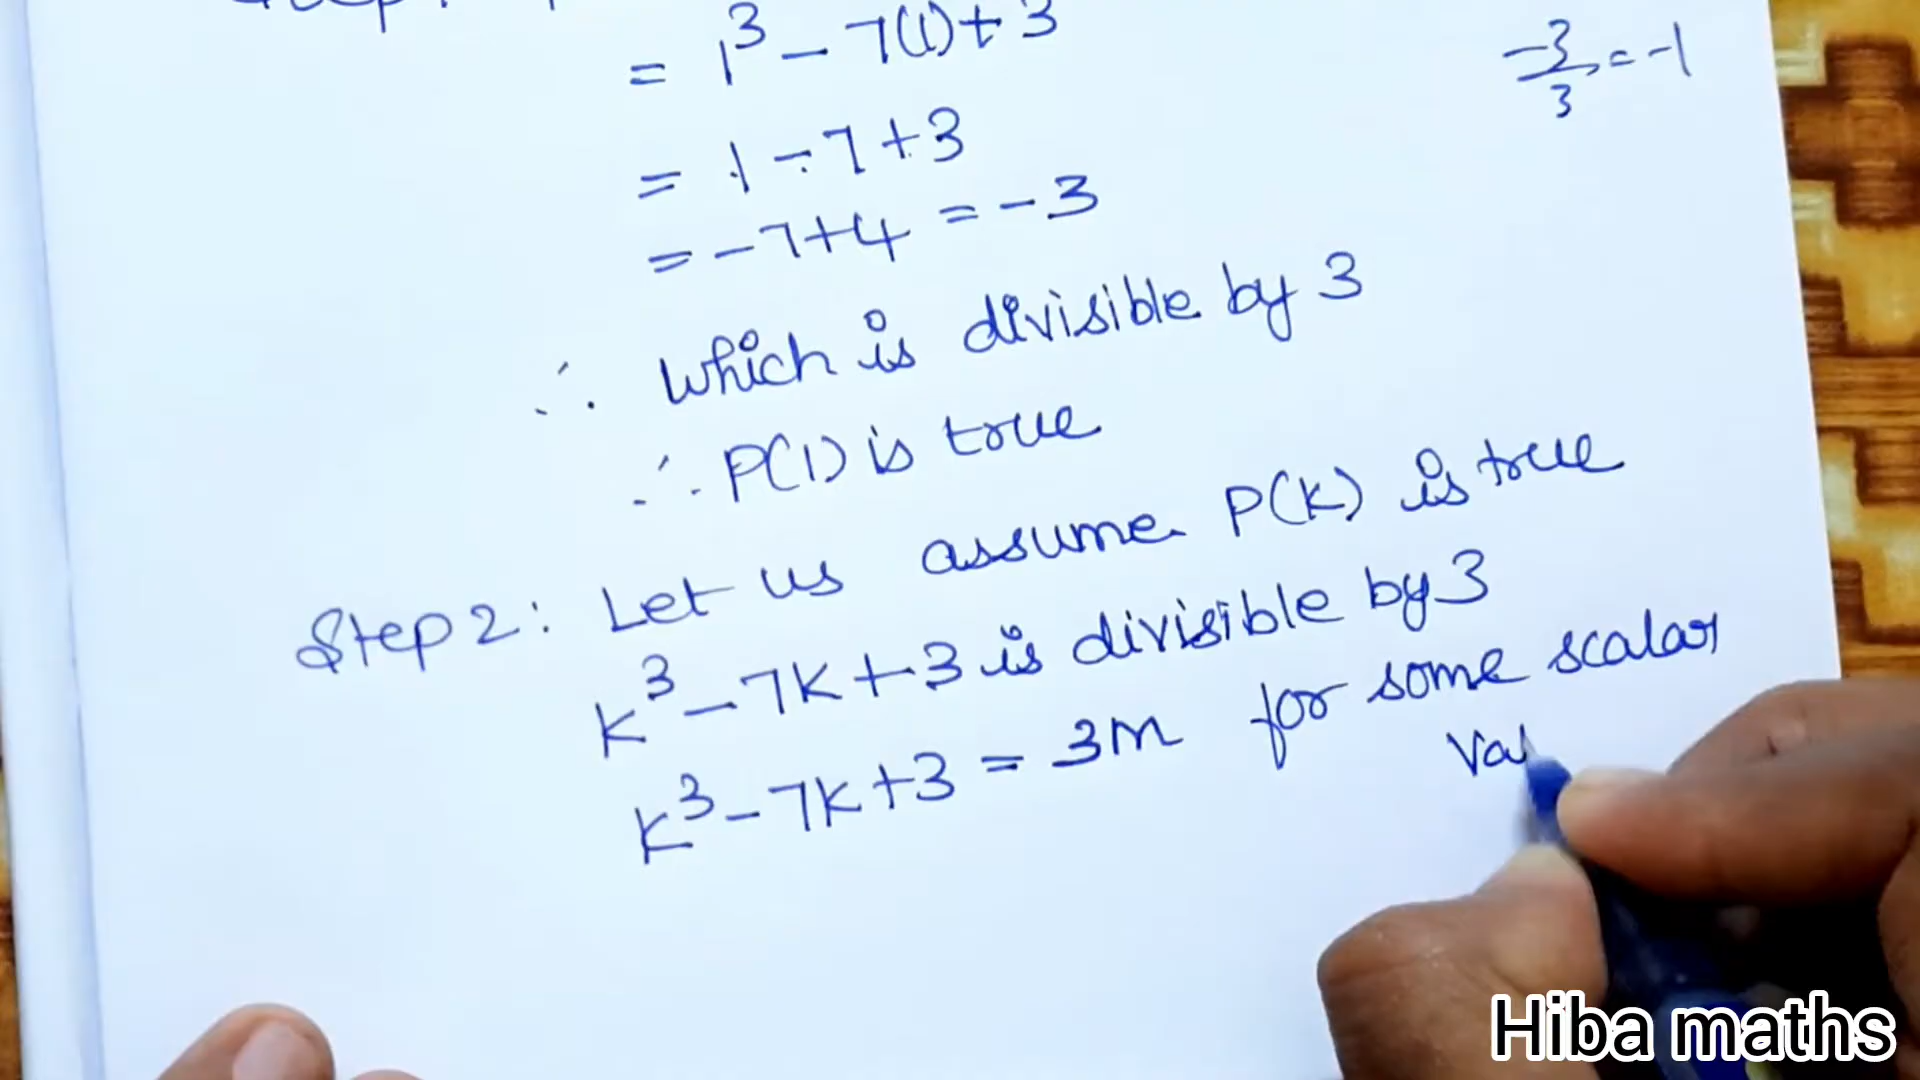 = 1³ - 7(1) + 3
-3/3 = -1
= 1 - 7 + 3
= -7+4 = -3
∴ which is divisible by 3
∴ P(1) is true
Step 2: Let us assume P(K) is true
K³ - 7K + 3 is divisible by 3
K³ - 7K + 3 = 3m for some scalar
Hiba maths